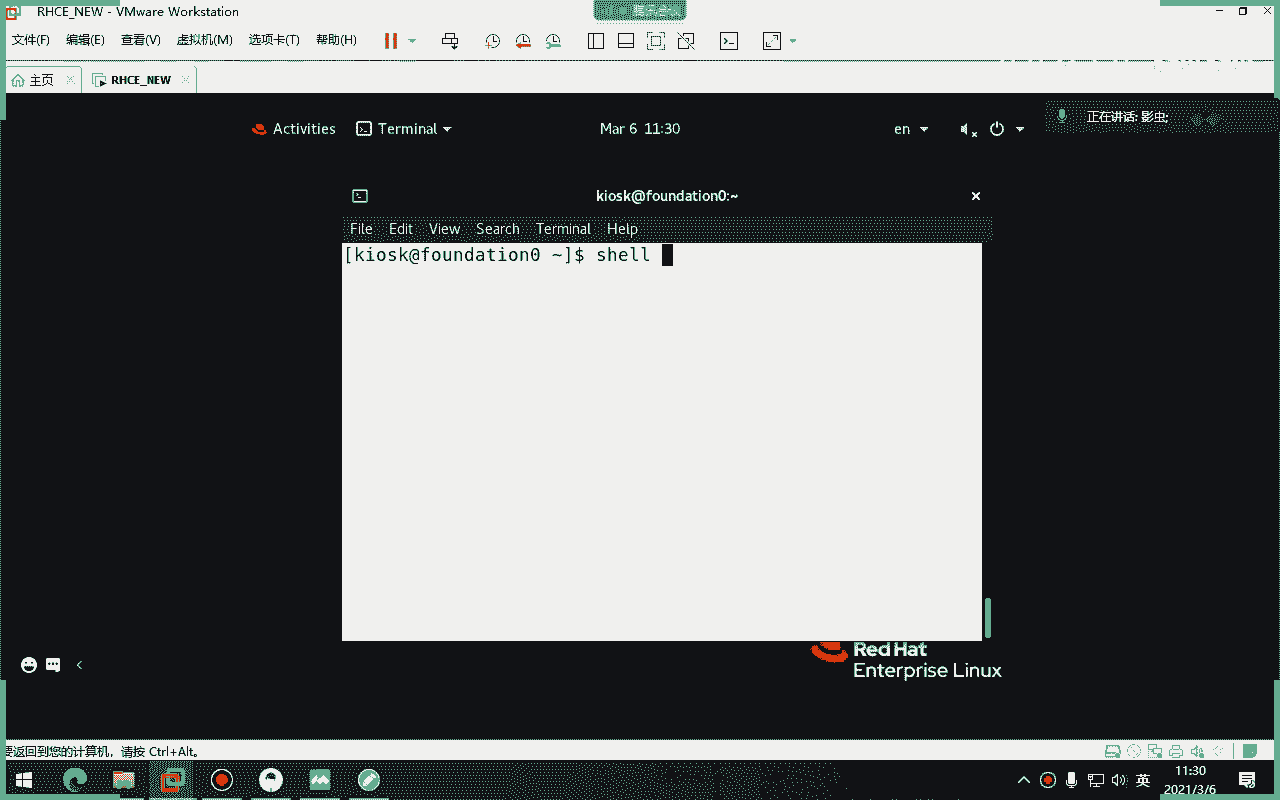 RHCE_NEW - VMware Workstation
文件(F) 编辑(E) 查看(V) 虚拟机(M) 选项卡(T) 帮助(H)
主页 RHCE_NEW
Activities Terminal Mar 6 11:30 en
正在讲话: 影虫;
kiosk@foundation0:~
File Edit View Search Terminal Help
[kiosk@foundation0 ~]$ shell
Red Hat
Enterprise Linux
要返回到您的计算机，请按 Ctrl+Alt。
英 11:30
2021/3/6